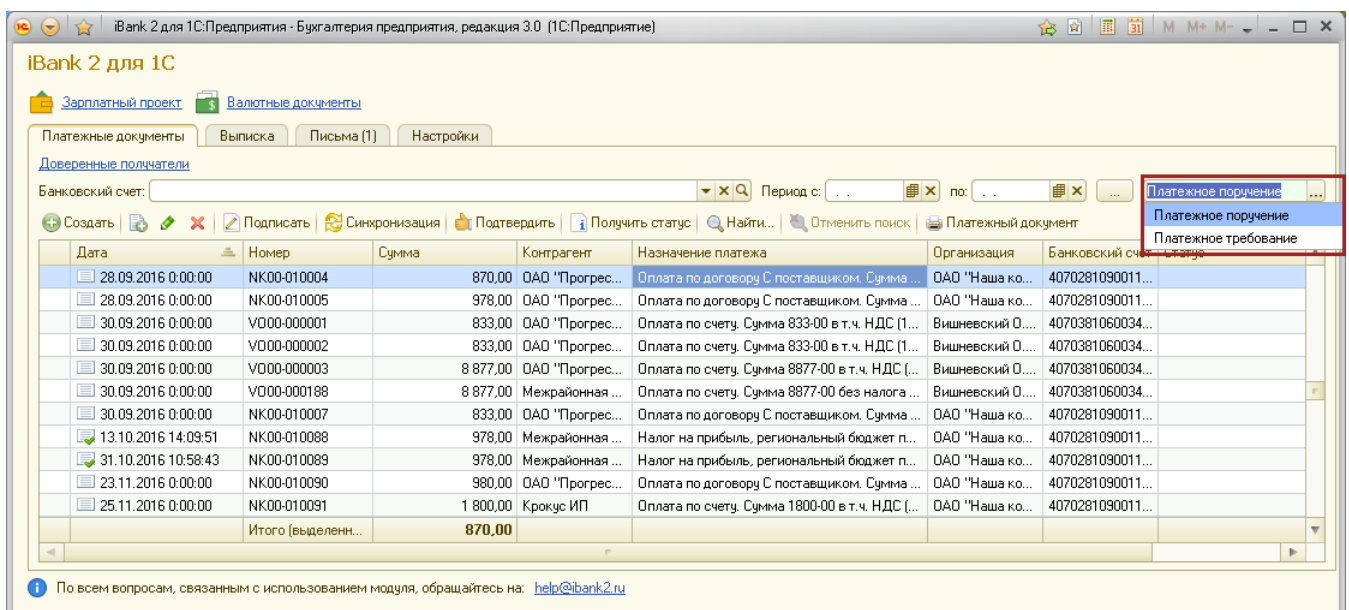 iBank 2 для 1С:Предприятия - Бухгалтерия предприятия, редакция 3.0 (1С:Предприятие) M M+ M-
iBank 2 для 1С
Зарплатный проект Валютные документы
Платежные документы Выписка Письма (1) Настройки
Доверенные получатели
Банковский счет: Период с: . . по: . . ... Платежное поручение ...
Платежное поручение
Платежное требование
Создать Подписать Синхронизация Подтвердить Получить статус Найти... Отменить поиск Платежный документ
Дата Номер Сумма Контрагент Назначение платежа Организация Банковский счет Статус
28.09.2016 0:00:00 NK00-010004 870,00 ОАО "Прогрес... Оплата по договору С поставщиком. Сумма ... ОАО "Наша ко... 4070281090011...
28.09.2016 0:00:00 NK00-010005 978,00 ОАО "Прогрес... Оплата по договору С поставщиком. Сумма ... ОАО "Наша ко... 4070281090011...
30.09.2016 0:00:00 VO00-000001 833,00 ОАО "Прогрес... Оплата по счету. Сумма 833-00 в т.ч. НДС (1... Вишневский О.... 4070381060034...
30.09.2016 0:00:00 VO00-000002 833,00 ОАО "Прогрес... Оплата по счету. Сумма 833-00 в т.ч. НДС (1... Вишневский О.... 4070381060034...
30.09.2016 0:00:00 VO00-000003 8 877,00 ОАО "Прогрес... Оплата по счету. Сумма 8877-00 в т.ч. НДС (... Вишневский О.... 4070381060034...
30.09.2016 0:00:00 VO00-000188 8 877,00 Межрайонная ... Оплата по счету. Сумма 8877-00 без налога ... Вишневский О.... 4070381060034...
30.09.2016 0:00:00 NK00-010007 833,00 ОАО "Прогрес... Оплата по договору С поставщиком. Сумма ... ОАО "Наша ко... 4070281090011...
13.10.2016 14:09:51 NK00-010088 978,00 Межрайонная ... Налог на прибыль, региональный бюджет п... ОАО "Наша ко... 4070281090011...
31.10.2016 10:58:43 NK00-010089 978,00 Межрайонная ... Налог на прибыль, региональный бюджет п... ОАО "Наша ко... 4070281090011...
23.11.2016 0:00:00 NK00-010090 980,00 ОАО "Прогрес... Оплата по договору С поставщиком. Сумма ... ОАО "Наша ко... 4070281090011...
25.11.2016 0:00:00 NK00-010091 1 800,00 Крокус ИП Оплата по счету. Сумма 1800-00 в т.ч. НДС (... ОАО "Наша ко... 4070281090011...
Итого (выделенн... 870,00
По всем вопросам, связанным с использованием модуля, обращайтесь на: help@ibank2.ru